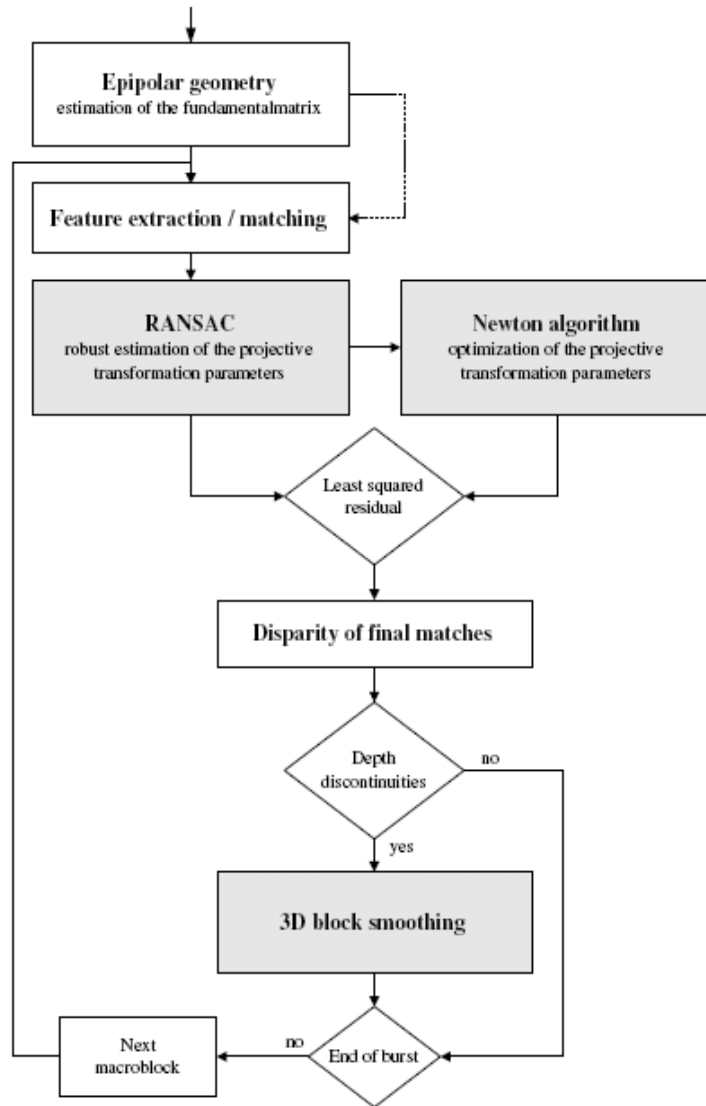 Epipolar geometry
estimation of the fundamentalmatrix
Feature extraction / matching
RANSAC
robust estimation of the projective
transformation parameters
Newton algorithm
optimization of the projective
transformation parameters
Least squared
residual
Disparity of final matches
Depth
discontinuities
no
yes
3D block smoothing
Next
macroblock
no
End of burst